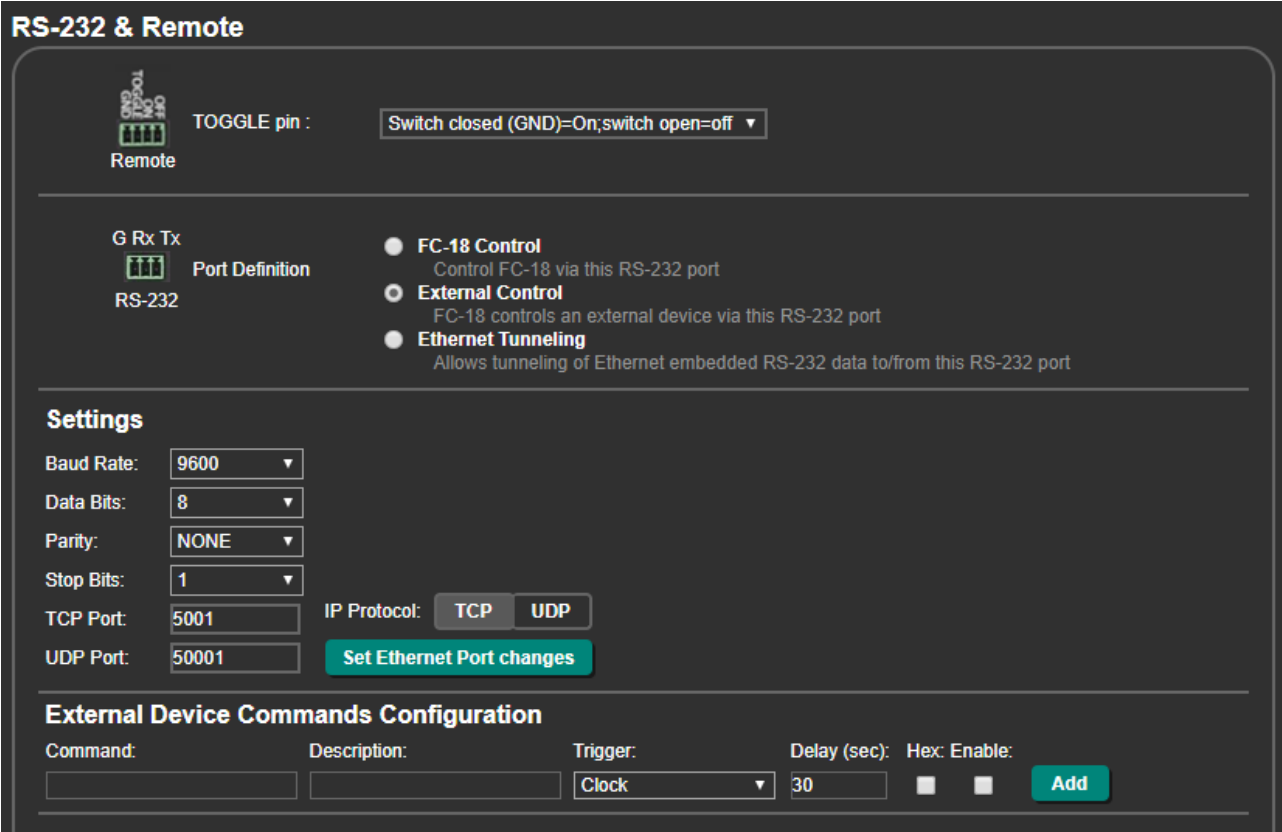 RS-232 & Remote
GND TOGGLE ON OFF
Remote
TOGGLE pin :
Switch closed (GND)=On;switch open=off
G Rx Tx
RS-232
Port Definition
FC-18 Control
Control FC-18 via this RS-232 port
External Control
FC-18 controls an external device via this RS-232 port
Ethernet Tunneling
Allows tunneling of Ethernet embedded RS-232 data to/from this RS-232 port
Settings
Baud Rate: 9600
Data Bits: 8
Parity: NONE
Stop Bits: 1
TCP Port: 5001 IP Protocol: TCP UDP
UDP Port: 50001 Set Ethernet Port changes
External Device Commands Configuration
Command: Description: Trigger: Delay (sec): Hex: Enable:
Clock 30 Add